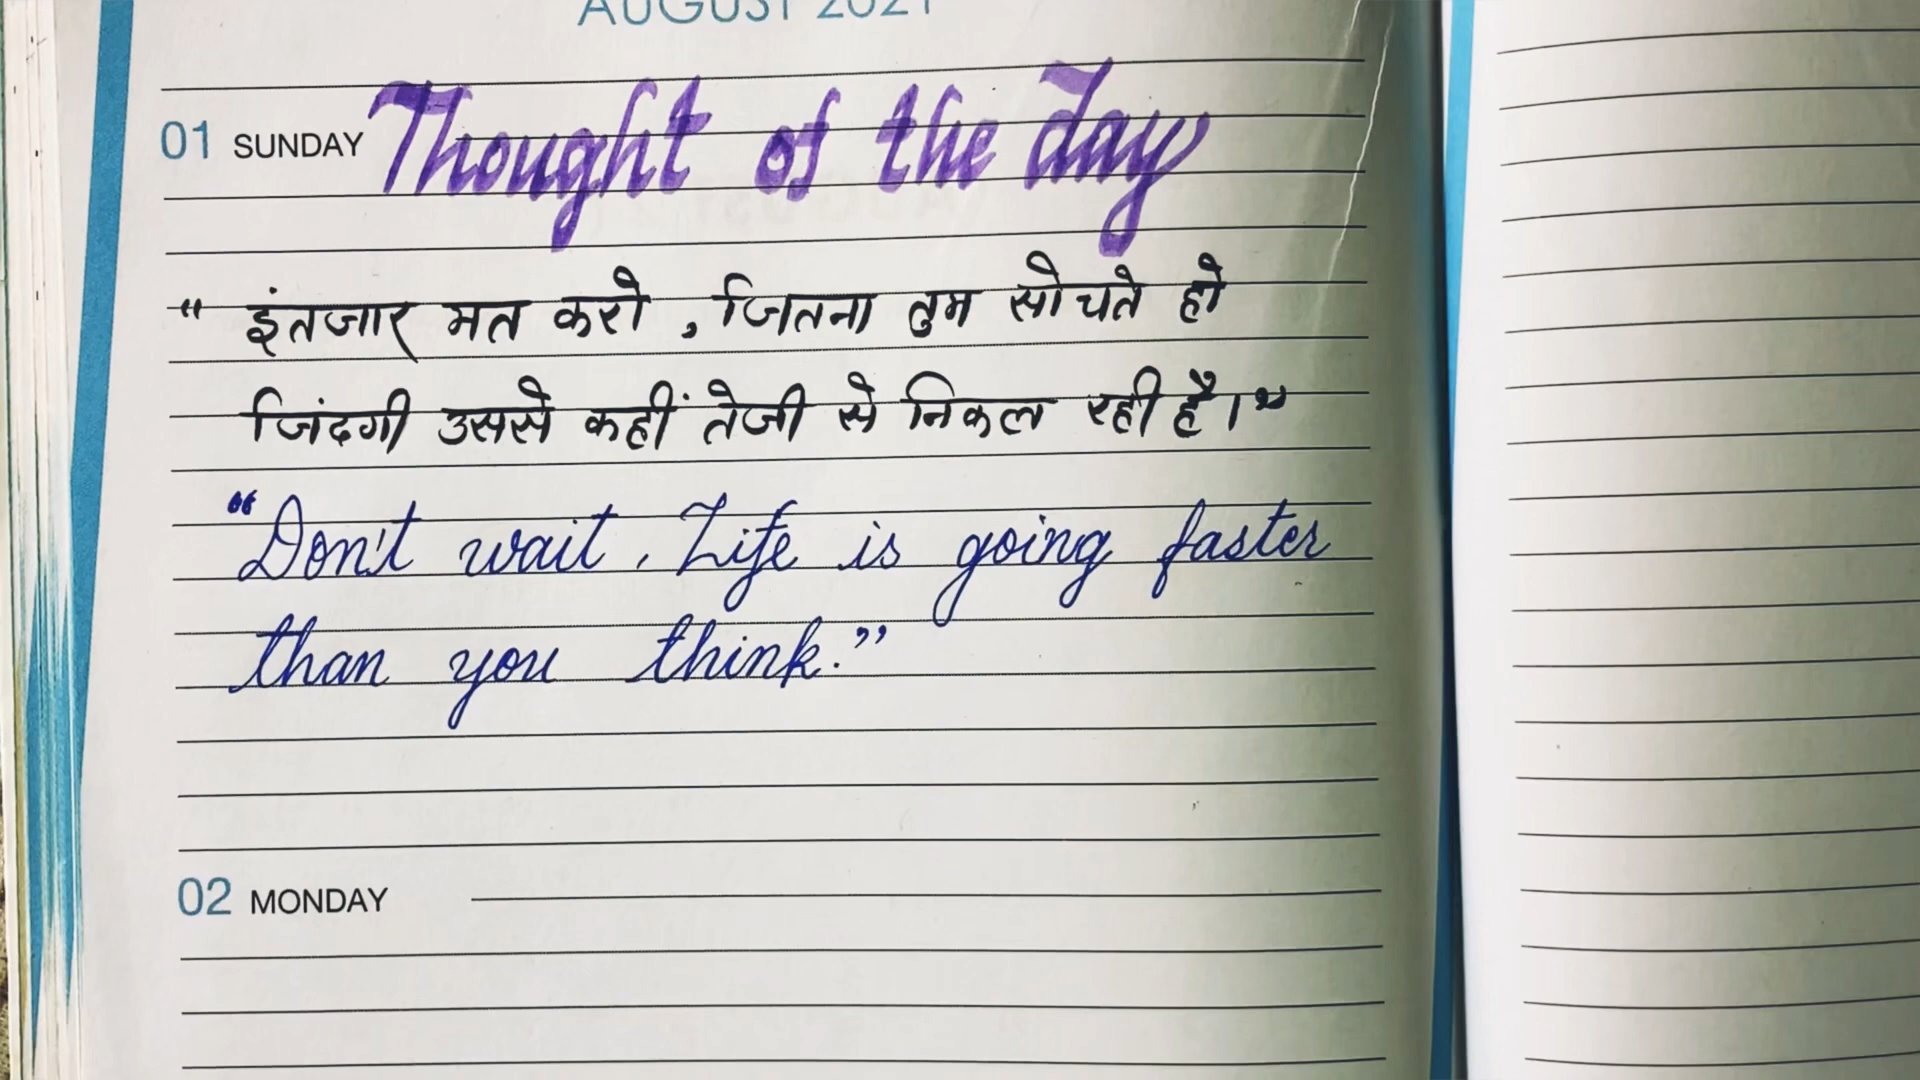 AUGUST 2021
01 SUNDAY Thought of the day
“ इंतजार मत करो , जितना तुम सोचते हो
जिंदगी उससे कहीं तेजी से निकल रही है। ”
“Don't wait. Life is going faster
than you think.”
02 MONDAY